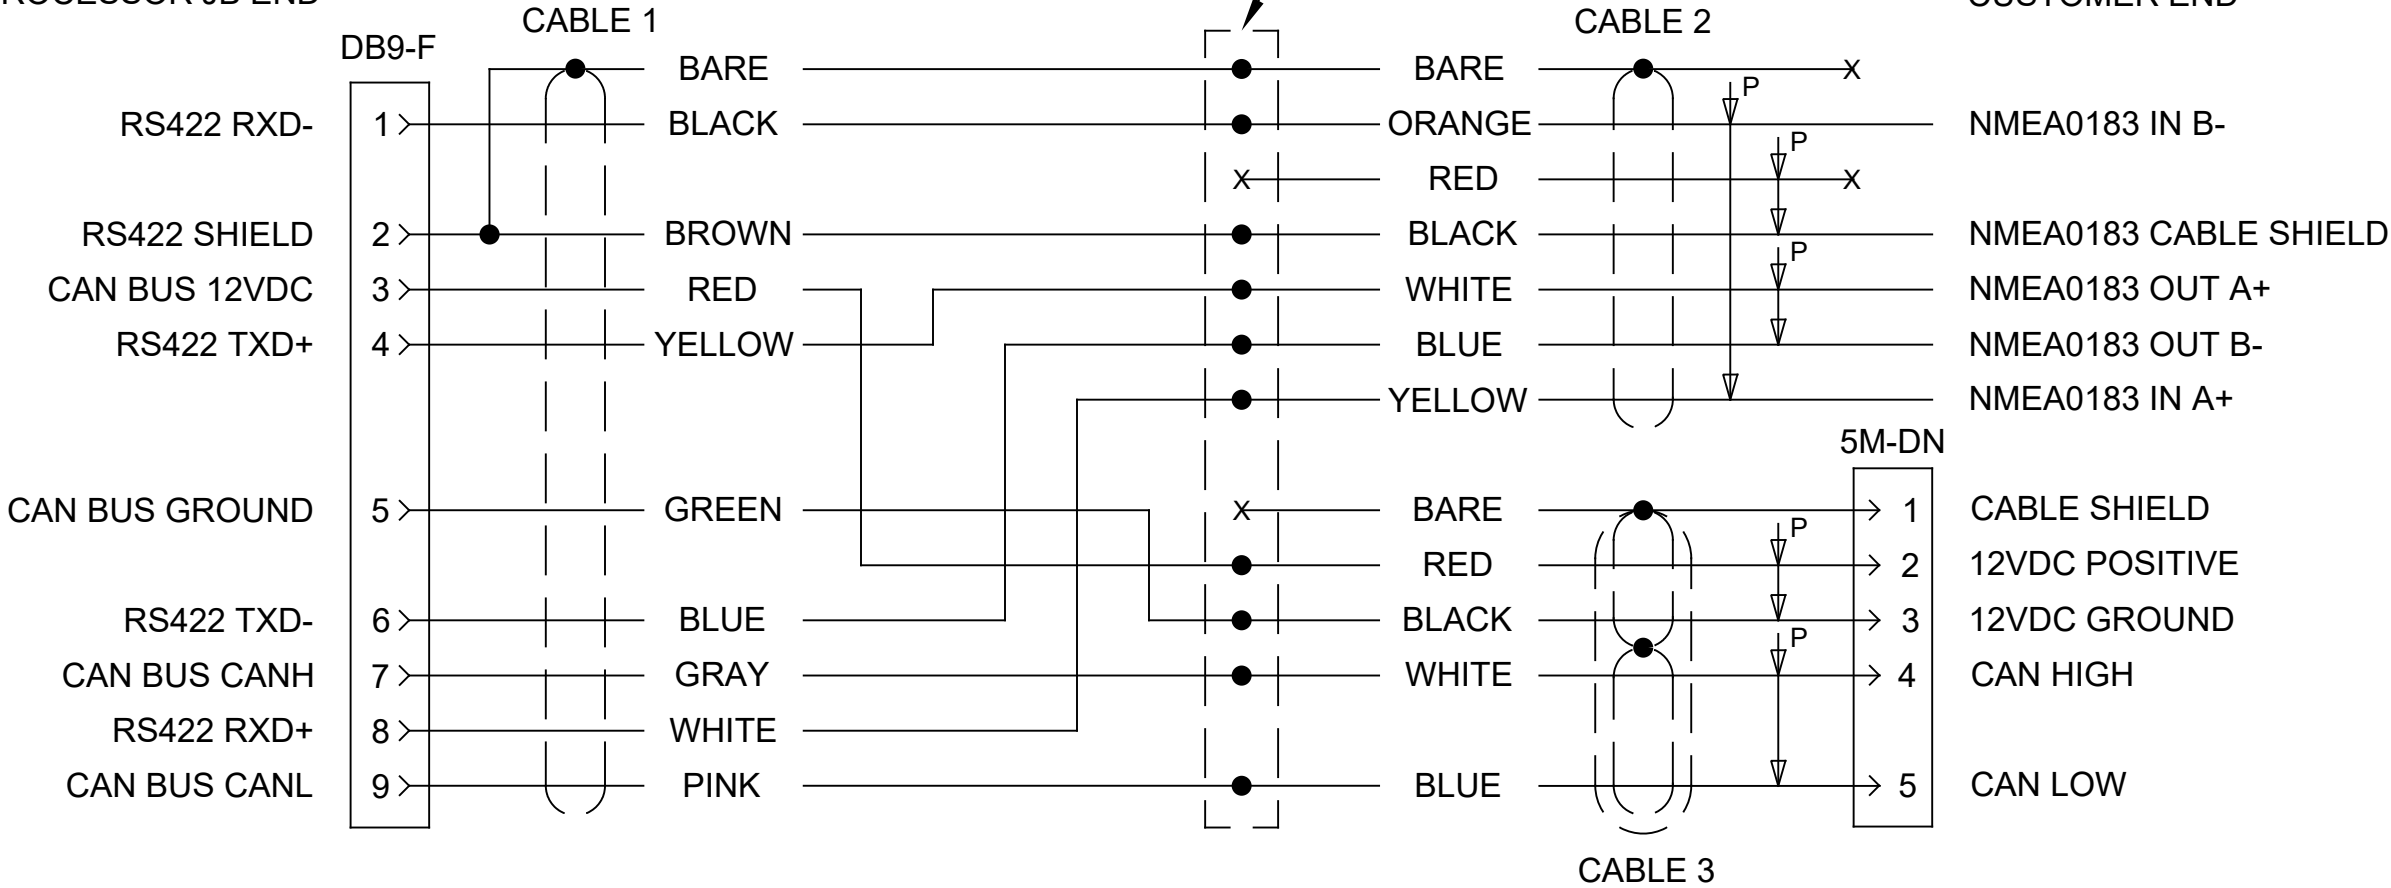 CABLE 1
CABLE 2
DB9-F
BARE BARE X
P
RS422 RXD- 1 BLACK ORANGE NMEA0183 IN B-
P
X RED X
RS422 SHIELD 2 BROWN BLACK NMEA0183 CABLE SHIELD
P
CAN BUS 12VDC 3 RED WHITE NMEA0183 OUT A+
RS422 TXD+ 4 YELLOW BLUE NMEA0183 OUT B-
YELLOW NMEA0183 IN A+
5M-DN
CAN BUS GROUND 5 GREEN X BARE 1 CABLE SHIELD
P
RED 2 12VDC POSITIVE
RS422 TXD- 6 BLUE BLACK 3 12VDC GROUND
P
CAN BUS CANH 7 GRAY WHITE 4 CAN HIGH
RS422 RXD+ 8 WHITE
CAN BUS CANL 9 PINK BLUE 5 CAN LOW
CABLE 3